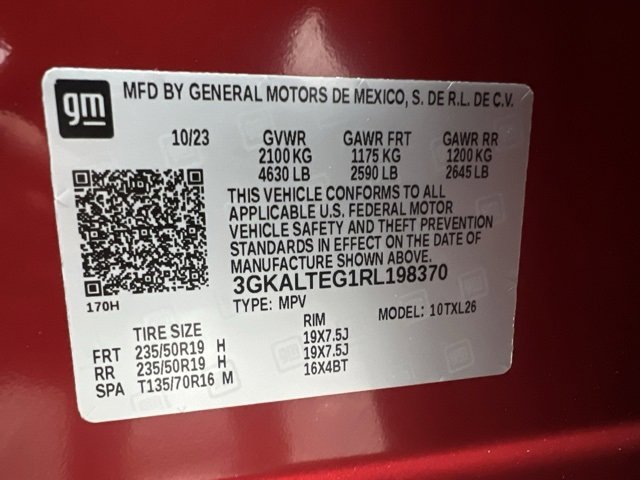 gm
MFD BY GENERAL MOTORS DE MEXICO, S. DE R.L. DE C.V.
10/23 GVWR GAWR FRT GAWR RR
2100 KG 1175 KG 1200 KG
4630 LB 2590 LB 2645 LB
THIS VEHICLE CONFORMS TO ALL
APPLICABLE U.S. FEDERAL MOTOR
VEHICLE SAFETY AND THEFT PREVENTION
STANDARDS IN EFFECT ON THE DATE OF
3GKALTEG1RL198370
170H
TYPE: MPV MODEL: 10TXL26
TIRE SIZE RIM
FRT 235/50R19 H 19X7.5J
RR 235/50R19 H 19X7.5J
SPA T135/70R16 M 16X4BT